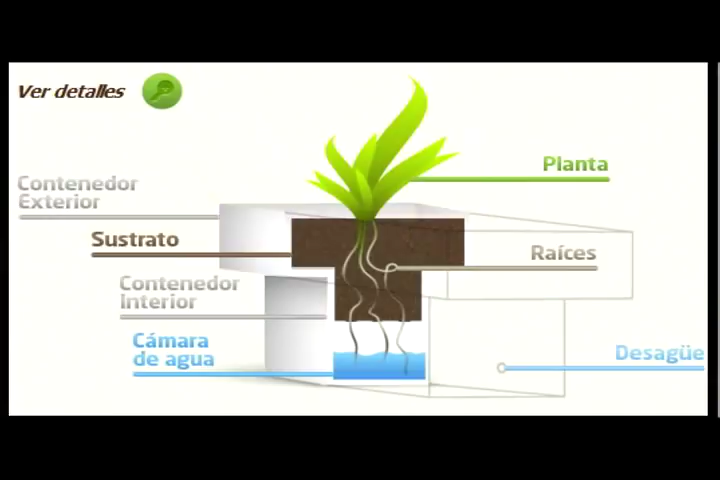 Ver detalles
Planta
Contenedor
Exterior
Sustrato
Raíces
Contenedor
Interior
Cámara
de agua
Desagüe